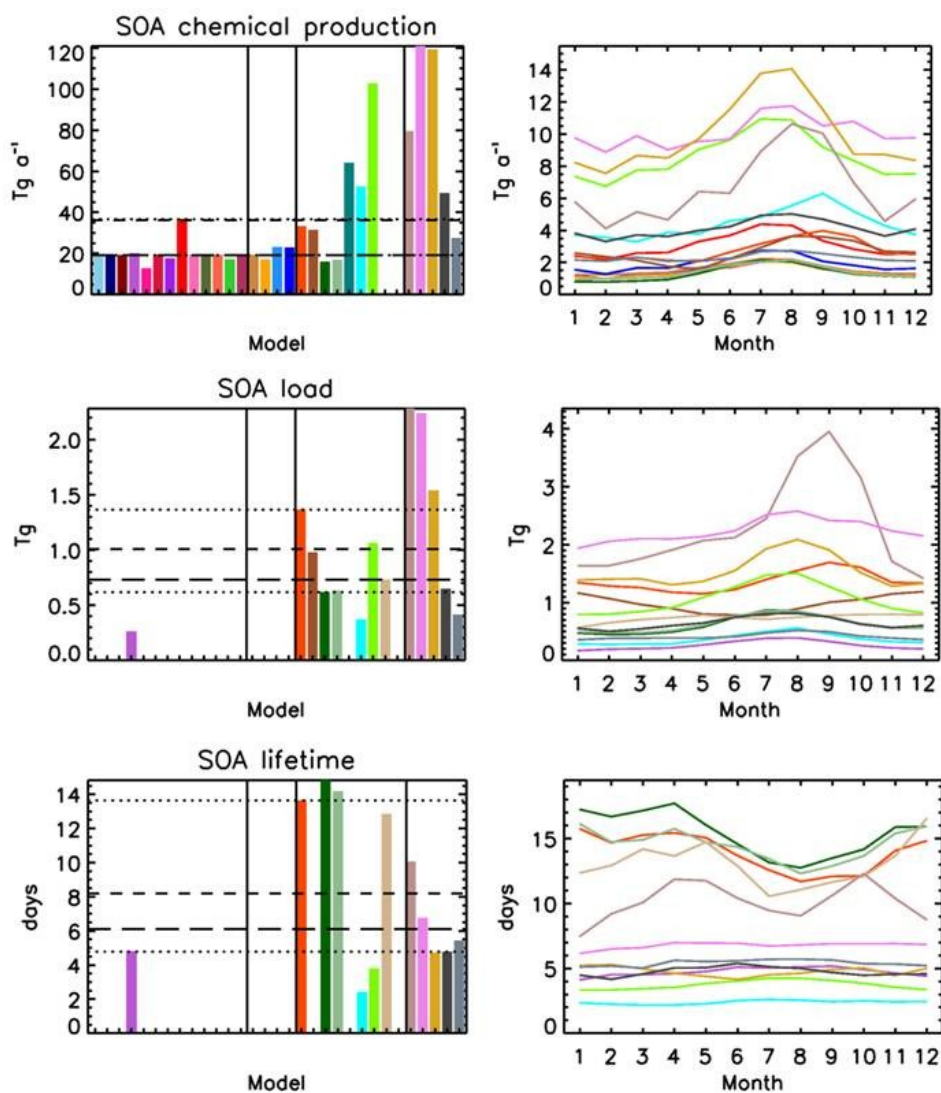 SOA chemical production
120
100
80
60
40
20
0
Tg a⁻¹
Model
14
12
10
8
6
4
2
0
Tg a⁻¹
1 2 3 4 5 6 7 8 9 10 11 12
Month
SOA load
2.0
1.5
1.0
0.5
0.0
Tg
Model
4
3
2
1
0
Tg
1 2 3 4 5 6 7 8 9 10 11 12
Month
SOA lifetime
14
12
10
8
6
4
2
0
days
Model
15
10
5
0
days
1 2 3 4 5 6 7 8 9 10 11 12
Month